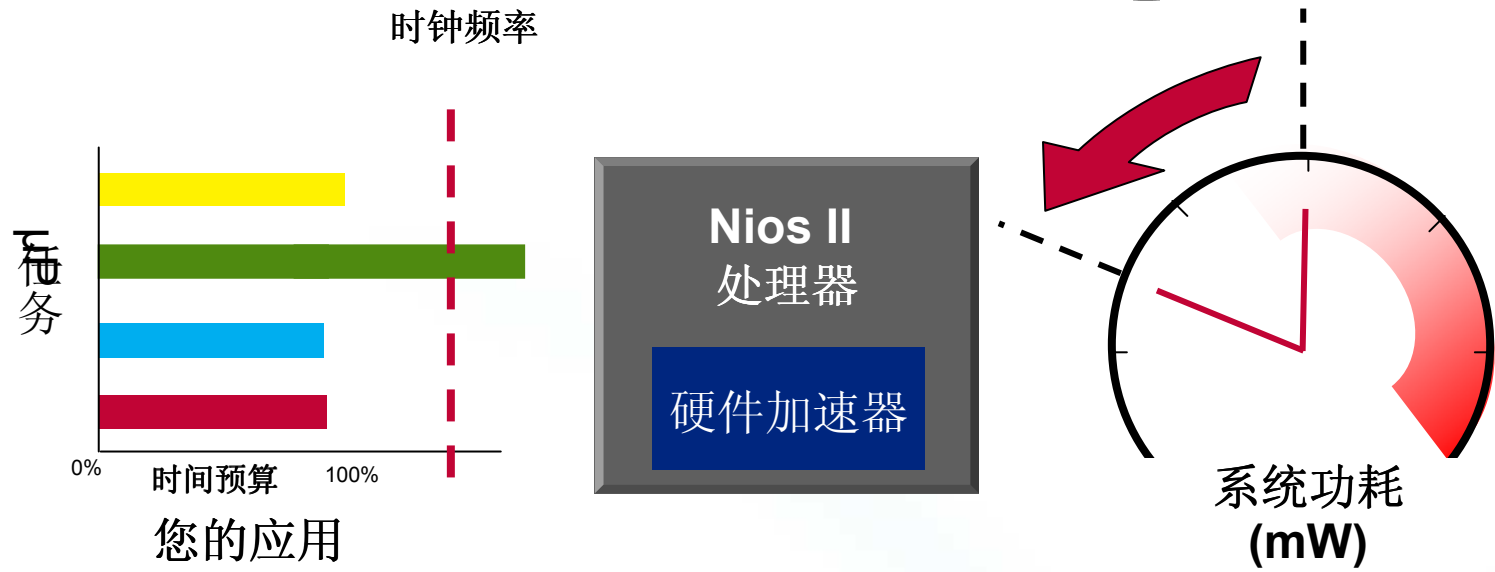 时钟频率
μP
任务
0%
时间预算
100%
您的应用
Nios II
处理器
硬件加速器
系统功耗
(mW)